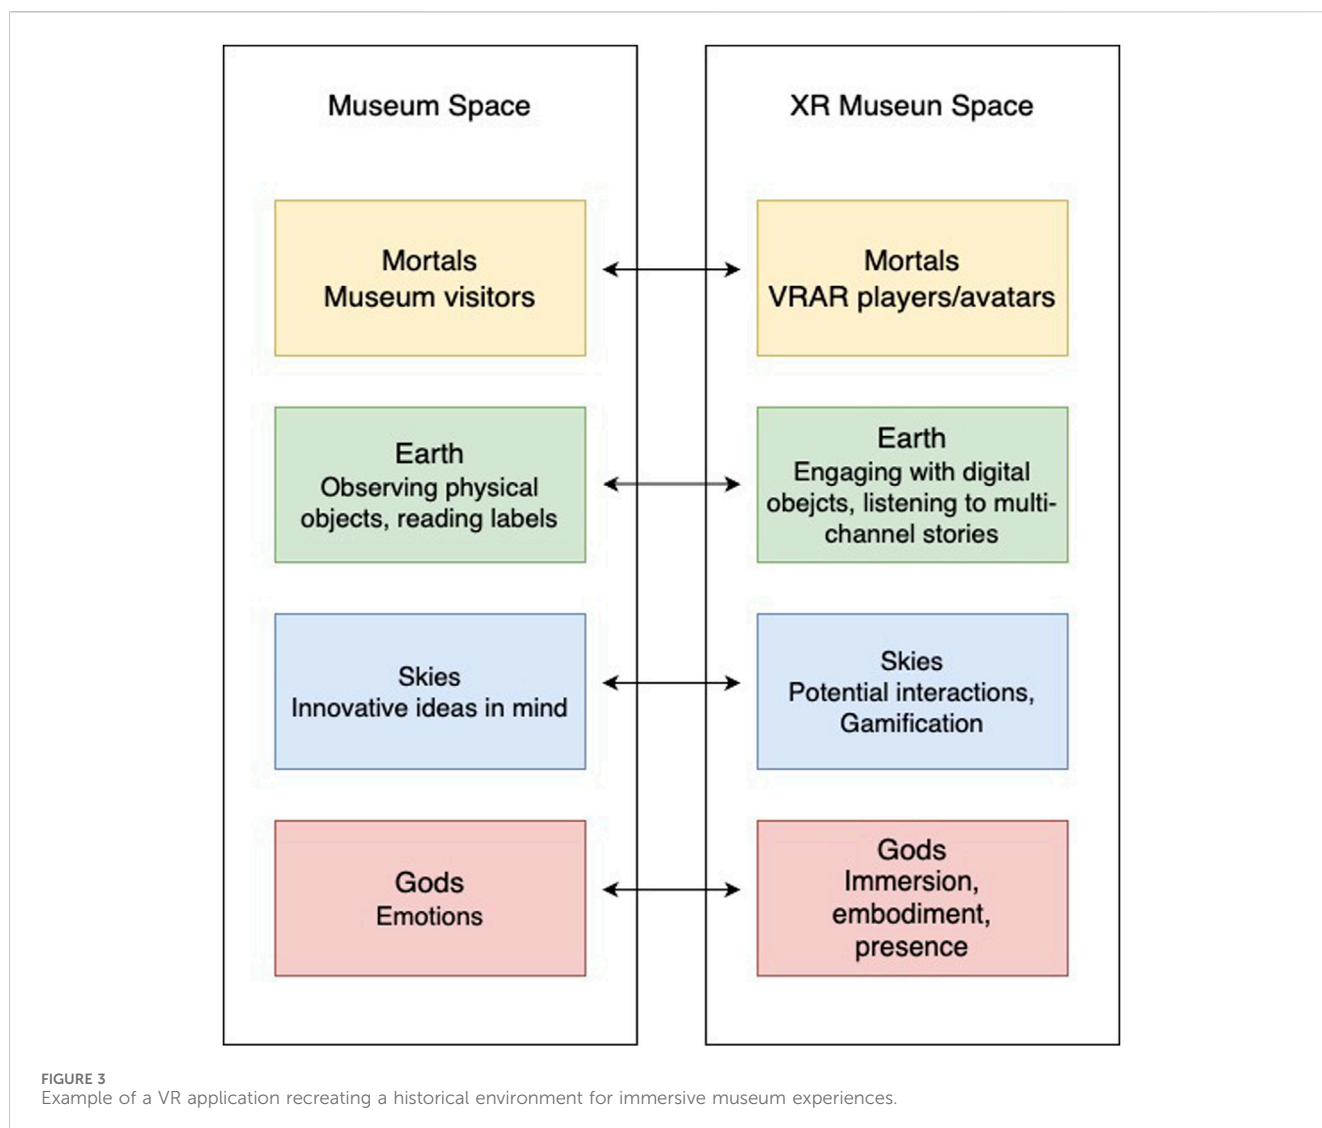 Museum Space
XR Museun Space
Mortals
Museum visitors
Mortals
VRAR players/avatars
Earth
Observing physical
objects, reading labels
Earth
Engaging with digital
obejcts, listening to multi-
channel stories
Skies
Innovative ideas in mind
Skies
Potential interactions,
Gamification
Gods
Emotions
Gods
Immersion,
embodiment,
presence
FIGURE 3
Example of a VR application recreating a historical environment for immersive museum experiences.